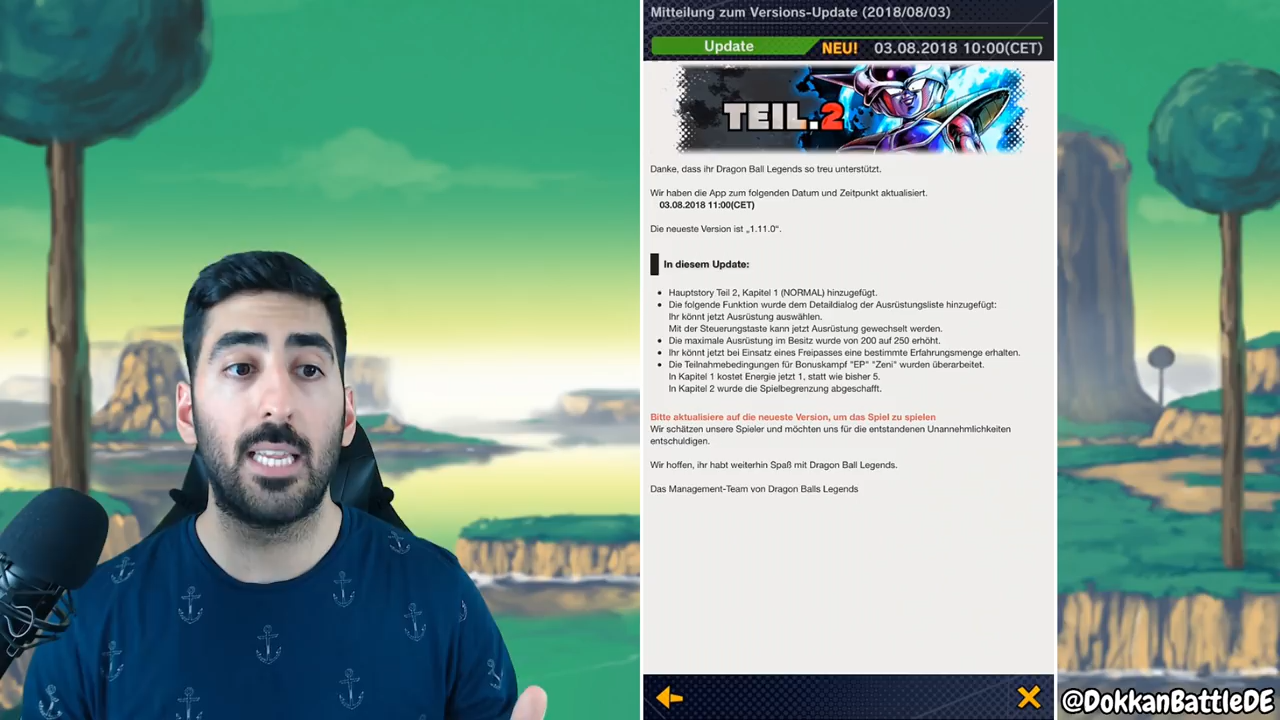 Mitteilung zum Versions-Update (2018/08/03)
Update NEU! 03.08.2018 10:00(CET)
TEIL.2
Danke, dass ihr Dragon Ball Legends so treu unterstützt.
Wir haben die App zum folgenden Datum und Zeitpunkt aktualisiert.
03.08.2018 11:00(CET)
Die neueste Version ist „1.11.0“.
In diesem Update:
• Hauptstory Teil 2, Kapitel 1 (NORMAL) hinzugefügt.
• Die folgende Funktion wurde dem Detaildialog der Ausrüstungsliste hinzugefügt:
Ihr könnt jetzt Ausrüstung auswählen.
Mit der Steuerungstaste kann jetzt Ausrüstung gewechselt werden.
• Die maximale Ausrüstung im Besitz wurde von 200 auf 250 erhöht.
• Ihr könnt jetzt bei Einsatz eines Freipasses eine bestimmte Erfahrungsmenge erhalten.
• Die Teilnahmebedingungen für Bonuskampf "EP" "Zeni" wurden überarbeitet.
In Kapitel 1 kostet Energie jetzt 1, statt wie bisher 5.
In Kapitel 2 wurde die Spielbegrenzung abgeschafft.
Bitte aktualisiere auf die neueste Version, um das Spiel zu spielen
Wir schätzen unsere Spieler und möchten uns für die entstandenen Unannehmlichkeiten
entschuldigen.
Wir hoffen, ihr habt weiterhin Spaß mit Dragon Ball Legends.
Das Management-Team von Dragon Balls Legends
@DokkanBattleDE